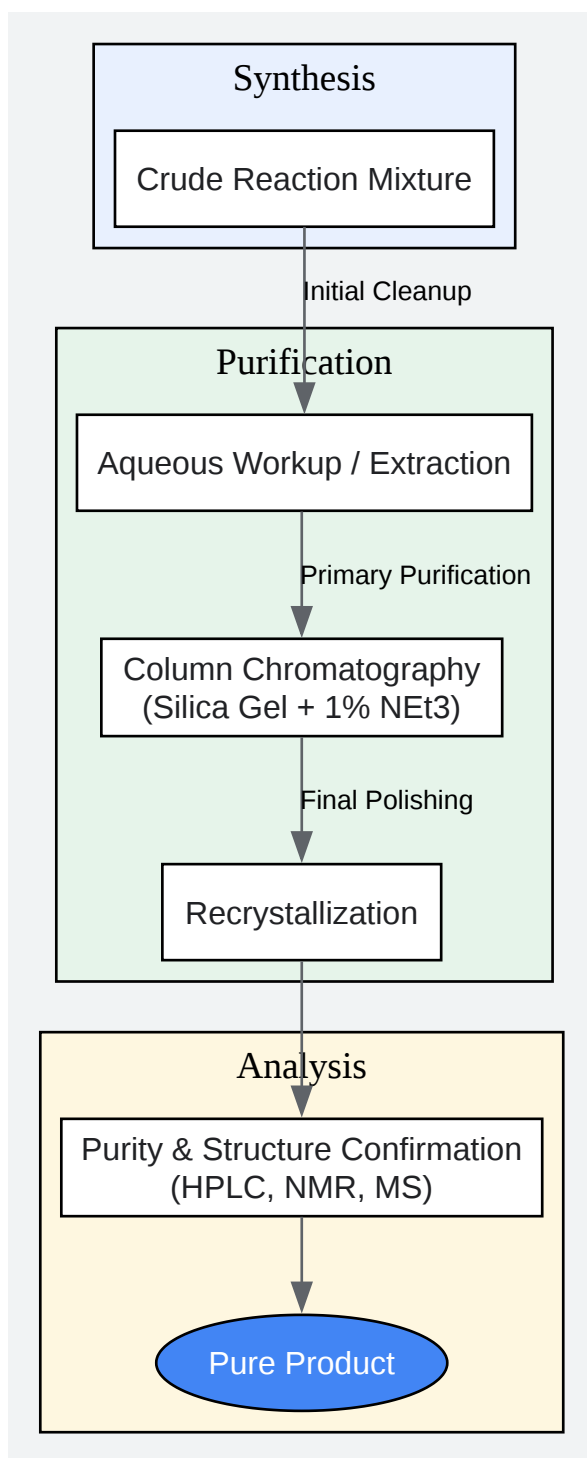 Synthesis
Crude Reaction Mixture
Initial Cleanup
Purification
Aqueous Workup / Extraction
Primary Purification
Column Chromatography
(Silica Gel + 1% NEt3)
Final Polishing
Recrystallization
Analysis
Purity & Structure Confirmation
(HPLC, NMR, MS)
Pure Product